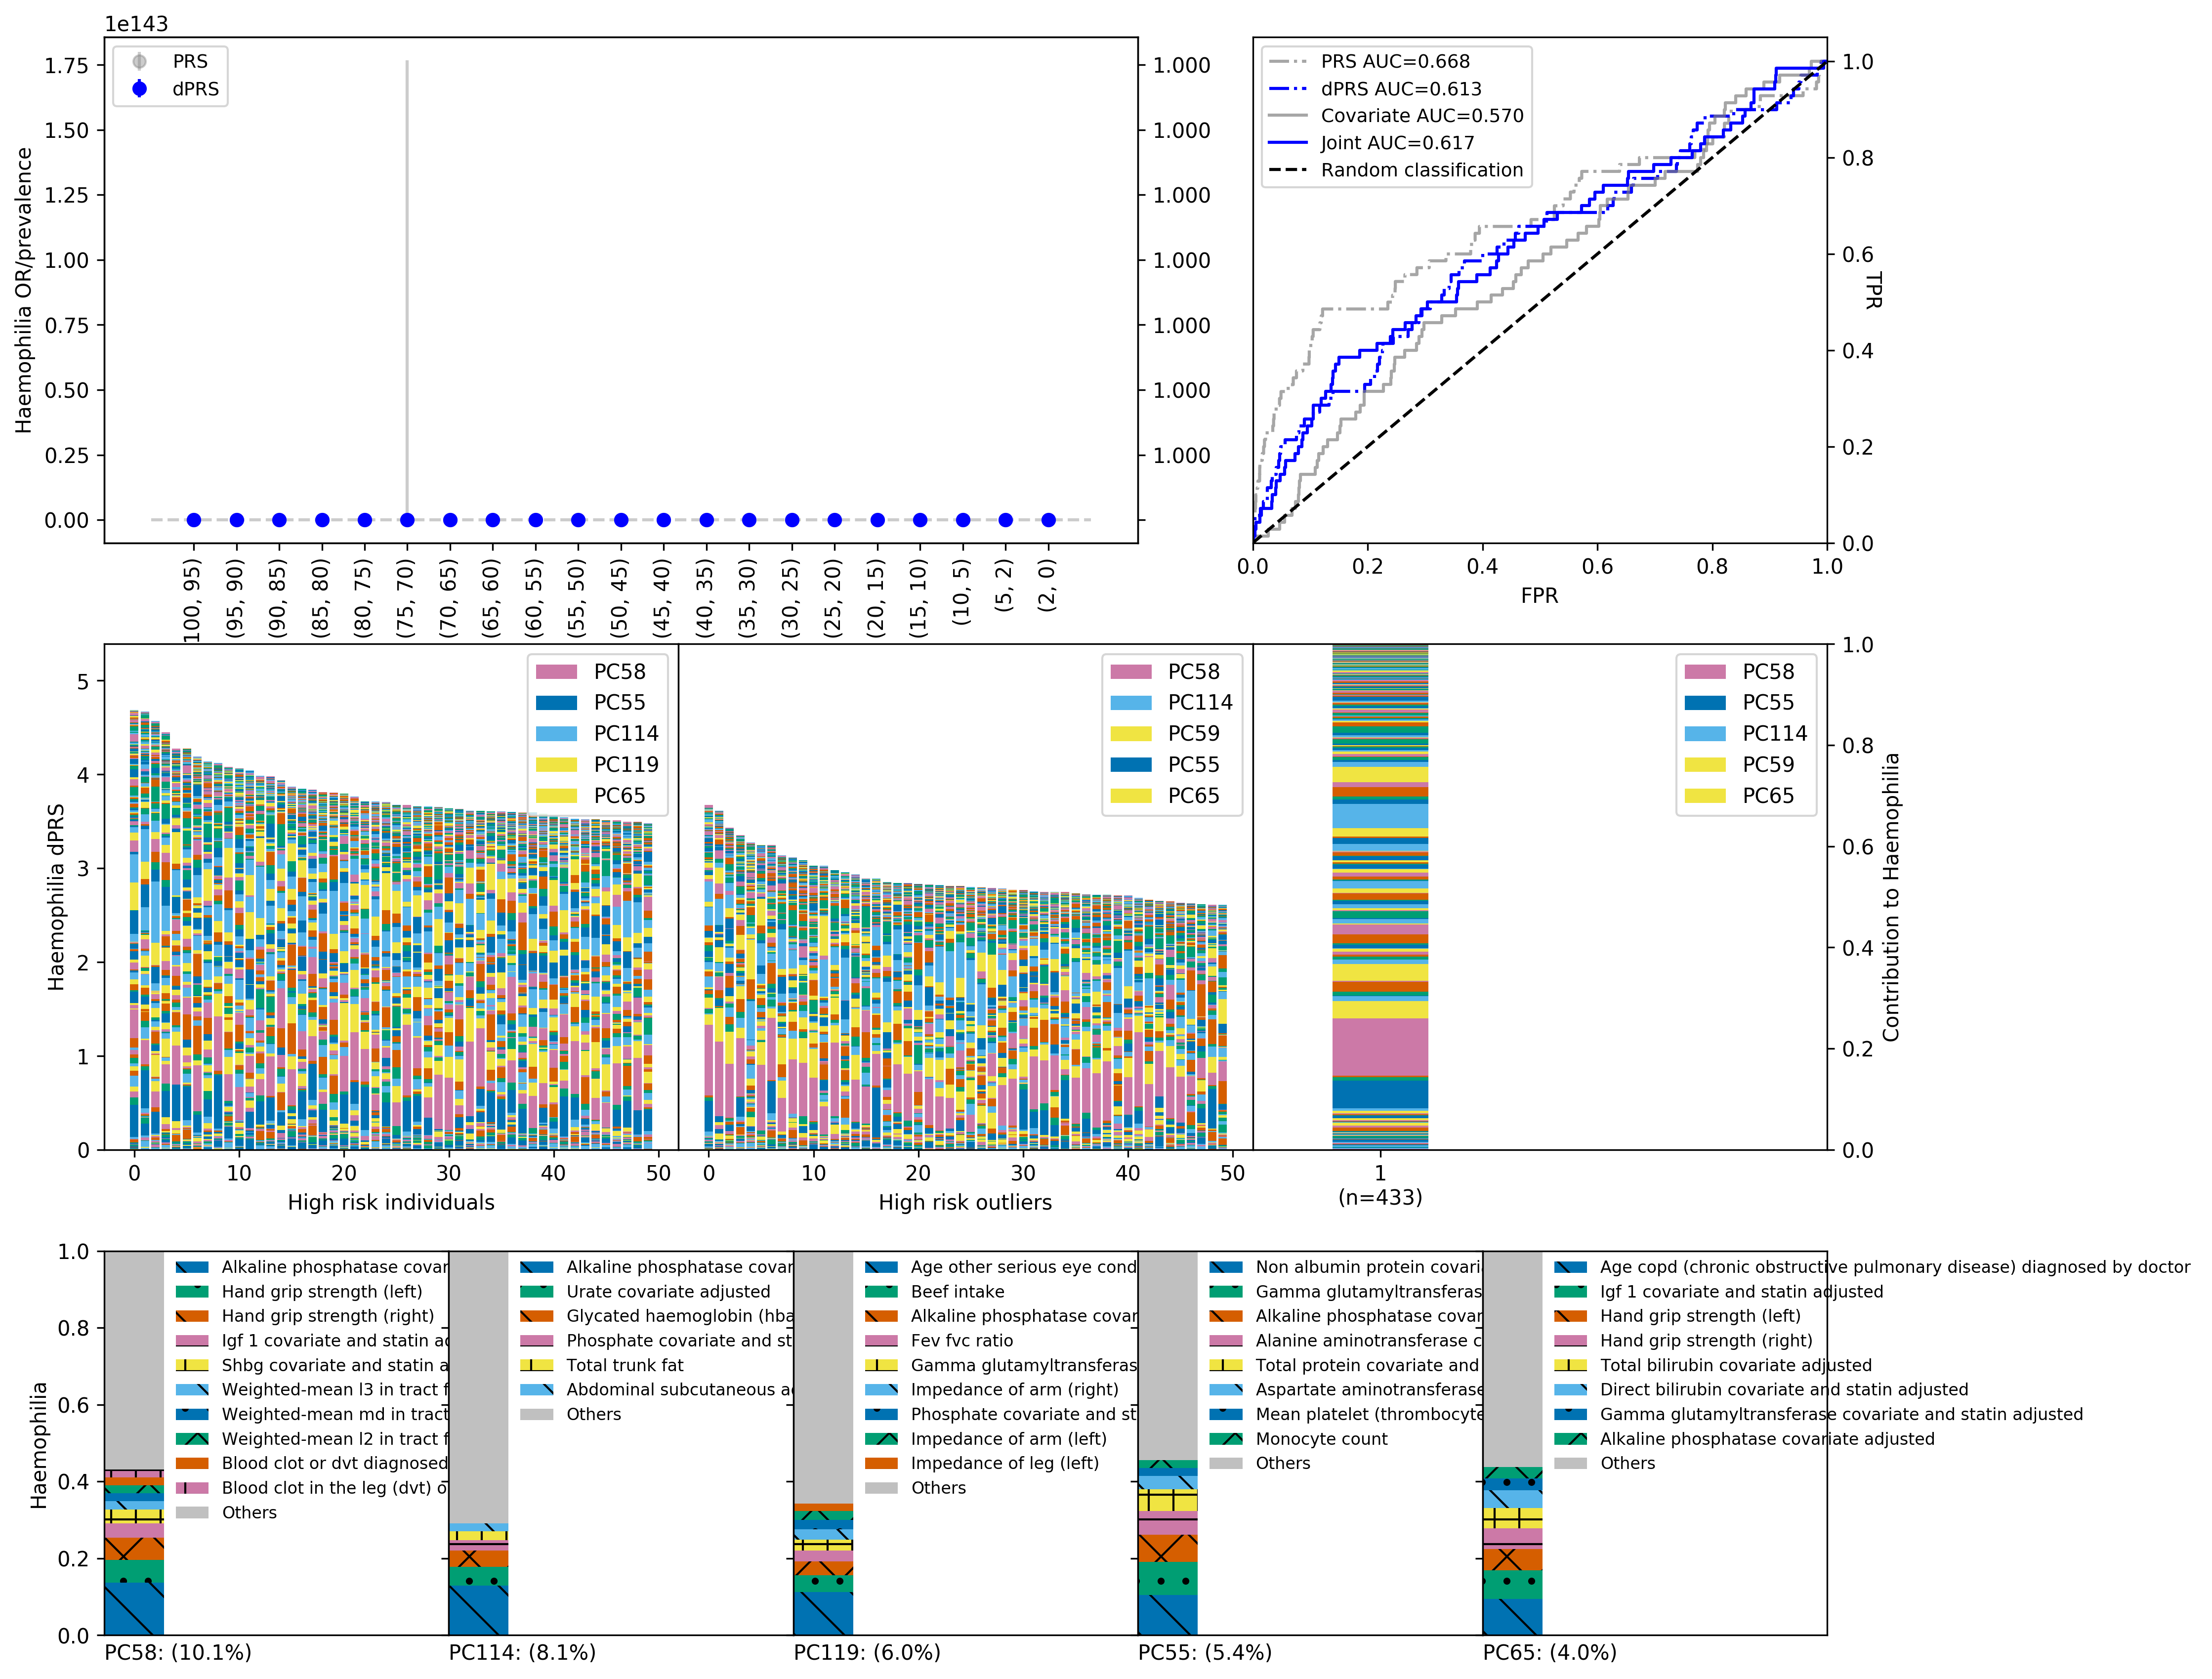 1e143
PRS
dPRS
Haemophilia OR/prevalence
1.75
1.50
1.25
1.00
0.75
0.50
0.25
0.00
1.000
1.000
1.000
1.000
1.000
1.000
1.000
100, 95)
(95, 90)
(90, 85)
(85, 80)
(80, 75)
(75, 70)
(70, 65)
(65, 60)
(60, 55)
(55, 50)
(50, 45)
(45, 40)
(40, 35)
(35, 30)
(30, 25)
(25, 20)
(20, 15)
(15, 10)
(10, 5)
(5, 2)
(2, 0)
PRS AUC=0.668
dPRS AUC=0.613
Covariate AUC=0.570
Joint AUC=0.617
Random classification
1.0
0.8
0.6
0.4
0.2
0.0
TPR
0.0 0.2 0.4 0.6 0.8 1.0
FPR
Haemophilia dPRS
5
4
3
2
1
0
PC58
PC55
PC114
PC119
PC65
0 10 20 30 40 50
High risk individuals
PC58
PC114
PC59
PC55
PC65
0 10 20 30 40 50
High risk outliers
PC58
PC55
PC114
PC59
PC65
1
(n=433)
1.0
0.8
0.6
0.4
0.2
0.0
Contribution to Haemophilia
Haemophilia
1.0
0.8
0.6
0.4
0.2
0.0
Alkaline phosphatase covar
Hand grip strength (left)
Hand grip strength (right)
Igf 1 covariate and statin ad
Shbg covariate and statin a
Weighted-mean l3 in tract f
Weighted-mean md in tract
Weighted-mean l2 in tract f
Blood clot or dvt diagnosed
Blood clot in the leg (dvt) o
Others
PC58: (10.1%)
Alkaline phosphatase covar
Urate covariate adjusted
Glycated haemoglobin (hba
Phosphate covariate and st
Total trunk fat
Abdominal subcutaneous ad
Others
PC114: (8.1%)
Age other serious eye cond
Beef intake
Alkaline phosphatase covar
Fev fvc ratio
Gamma glutamyltransferas
Impedance of arm (right)
Phosphate covariate and st
Impedance of arm (left)
Impedance of leg (left)
Others
PC119: (6.0%)
Non albumin protein covari
Gamma glutamyltransferas
Alkaline phosphatase covar
Alanine aminotransferase c
Total protein covariate and
Aspartate aminotransferase
Mean platelet (thrombocyte
Monocyte count
Others
PC55: (5.4%)
Age copd (chronic obstructive pulmonary disease) diagnosed by doctor
Igf 1 covariate and statin adjusted
Hand grip strength (left)
Hand grip strength (right)
Total bilirubin covariate adjusted
Direct bilirubin covariate and statin adjusted
Gamma glutamyltransferase covariate and statin adjusted
Alkaline phosphatase covariate adjusted
Others
PC65: (4.0%)